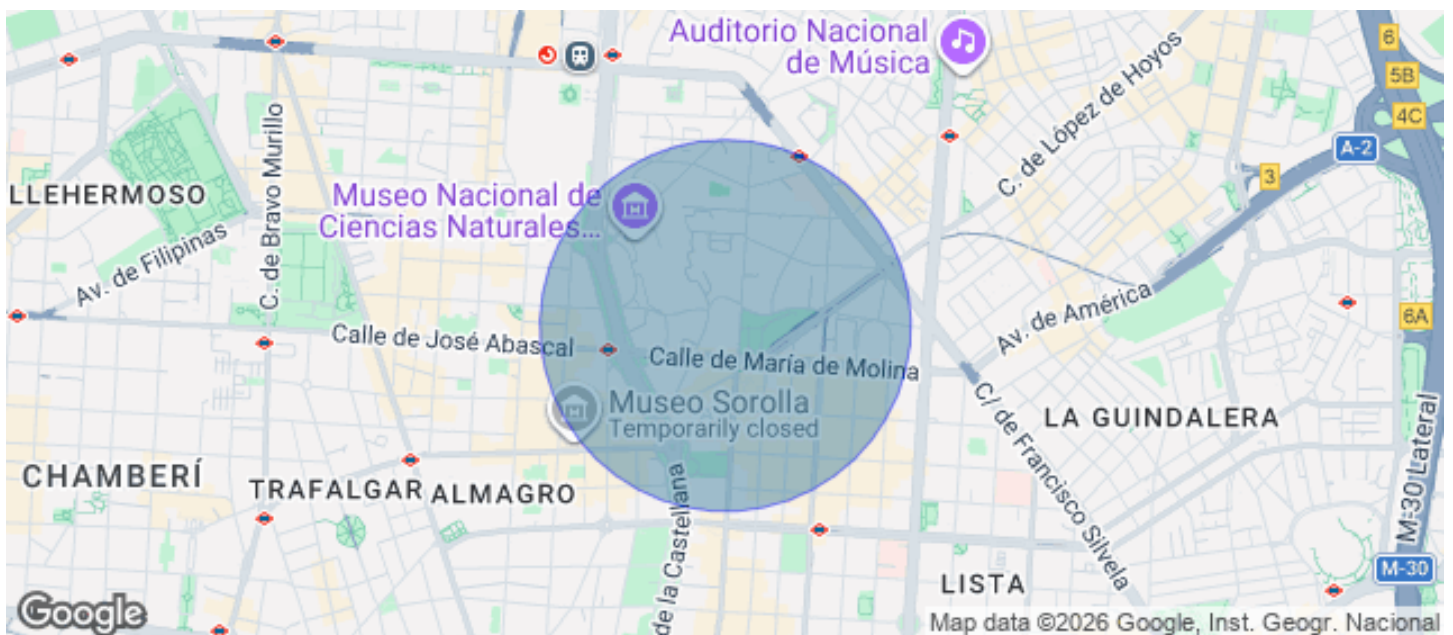 Auditorio Nacional
de Música
6
5B
4C
A-2
3
C. de López de Hoyos
C. de Bravo Murillo
LLEHERMOSO
Museo Nacional de
Ciencias Naturales...
Av. de Filipinas
Av. de América
6A
Calle de José Abascal
Calle de María de Molina
Museo Sorolla
Temporarily closed
C/ de Francisco Silvela
LA GUINDALERA
M-30 Lateral
CHAMBERÍ
TRAFALGAR
ALMAGRO
de la Castellana
LISTA
M-30
Google
Map data ©2026 Google, Inst. Geogr. Nacional